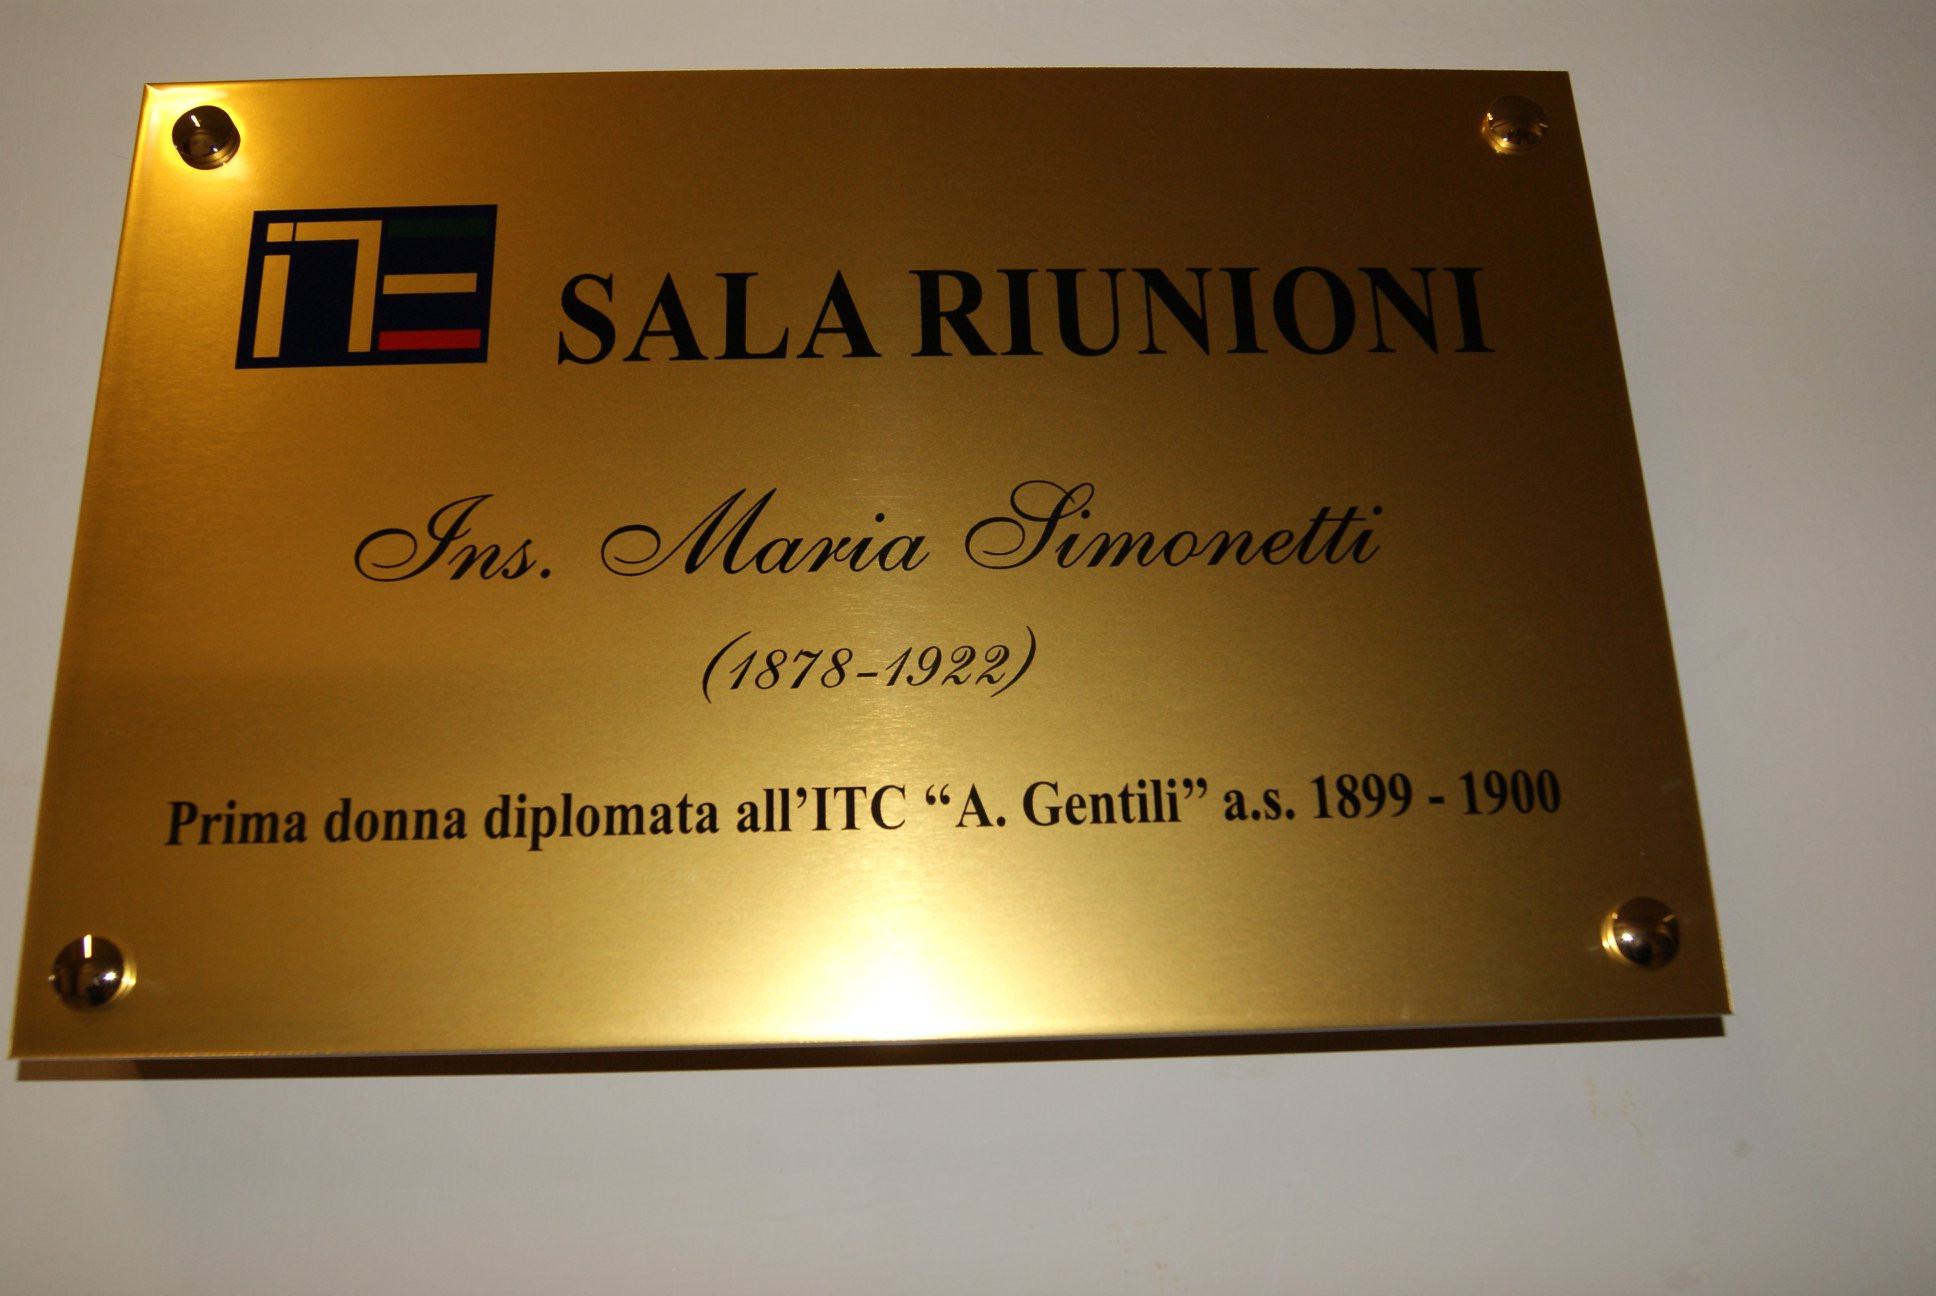 SALA RIUNIONI
Ins. Maria Simonetti
(1878-1922)
Prima donna diplomata all'ITC “A. Gentili” a.s. 1899 - 1900